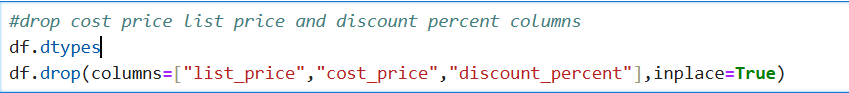 #drop cost price list price and discount percent columns
df.dtypes
df.drop(columns=["list_price","cost_price","discount_percent"],inplace=True)